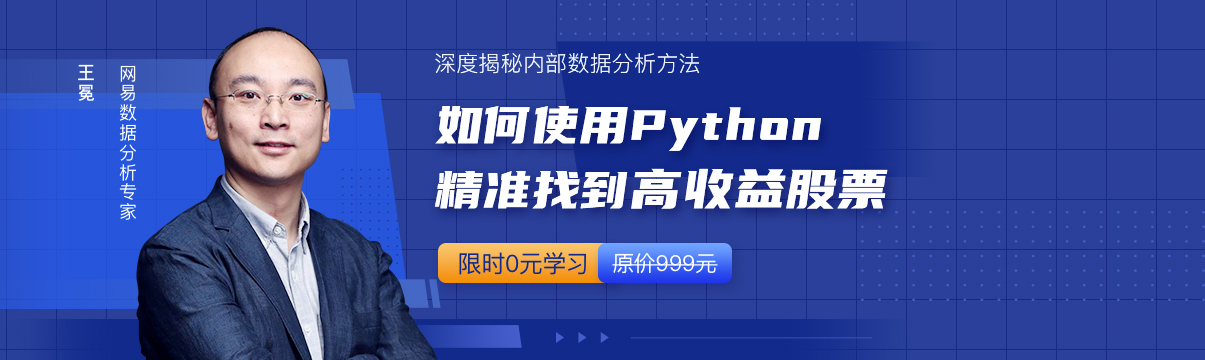 王冕
网易数据分析专家
深度揭秘内部数据分析方法
如何使用Python
精准找到高收益股票
限时0元学习 原价999元